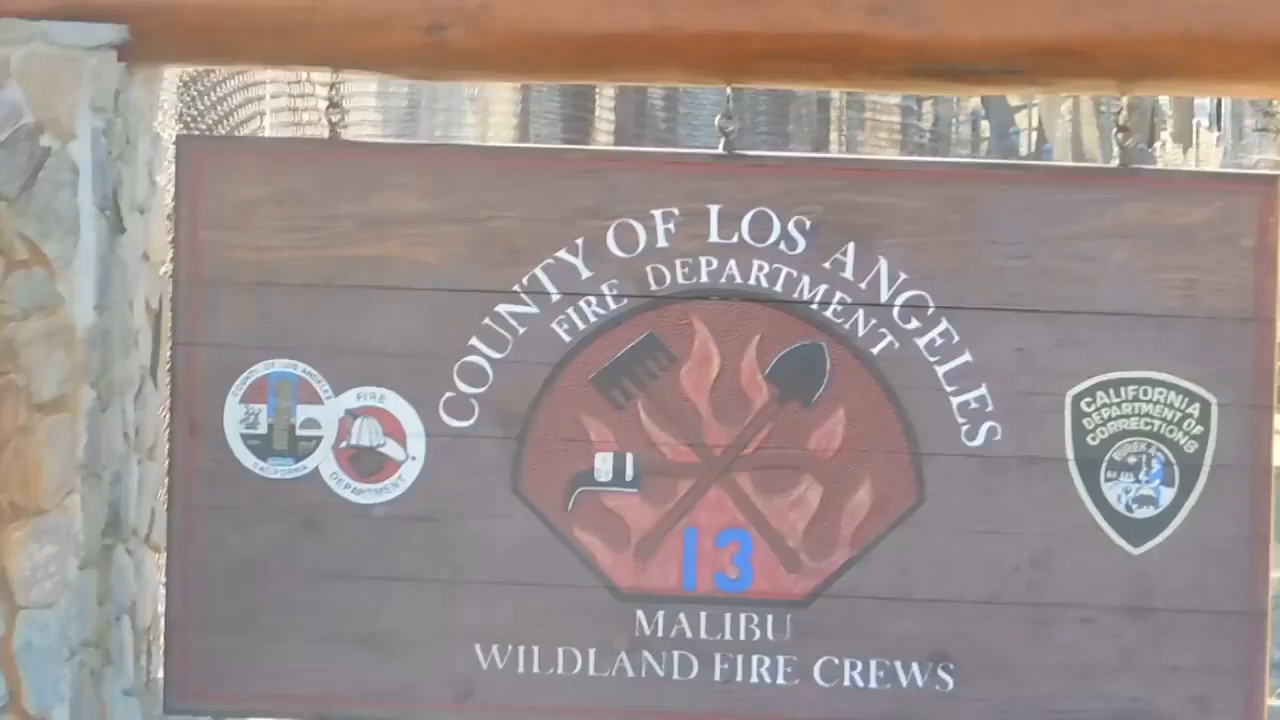 COUNTY OF LOS ANGELES
FIRE DEPARTMENT
COUNTY OF LOS ANGELES
CALIFORNIA
FIRE
DEPARTMENT
CALIFORNIA
DEPARTMENT OF
CORRECTIONS
EUREKA
13
MALIBU
WILDLAND FIRE CREWS